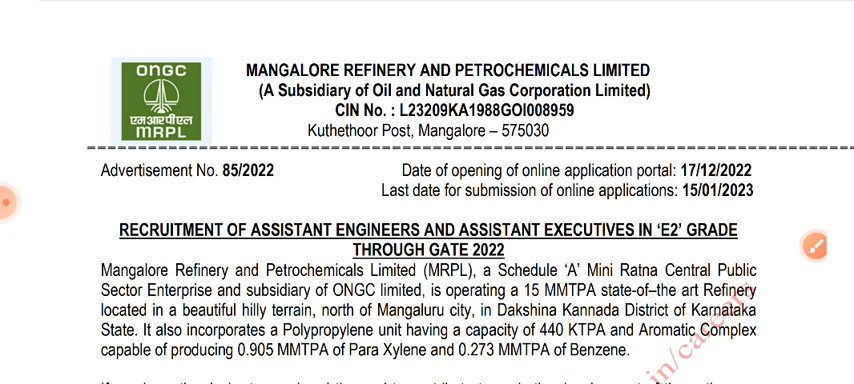 ONGC
एमआरपीएल
MRPL
MANGALORE REFINERY AND PETROCHEMICALS LIMITED
(A Subsidiary of Oil and Natural Gas Corporation Limited)
CIN No. : L23209KA1988GOI008959
Kuthethoor Post, Mangalore – 575030
Advertisement No. 85/2022
Date of opening of online application portal: 17/12/2022
Last date for submission of online applications: 15/01/2023
RECRUITMENT OF ASSISTANT ENGINEERS AND ASSISTANT EXECUTIVES IN ‘E2’ GRADE
THROUGH GATE 2022
Mangalore Refinery and Petrochemicals Limited (MRPL), a Schedule ‘A’ Mini Ratna Central Public
Sector Enterprise and subsidiary of ONGC limited, is operating a 15 MMTPA state-of–the art Refinery
located in a beautiful hilly terrain, north of Mangaluru city, in Dakshina Kannada District of Karnataka
State. It also incorporates a Polypropylene unit having a capacity of 440 KTPA and Aromatic Complex
capable of producing 0.905 MMTPA of Para Xylene and 0.273 MMTPA of Benzene.
in/careers